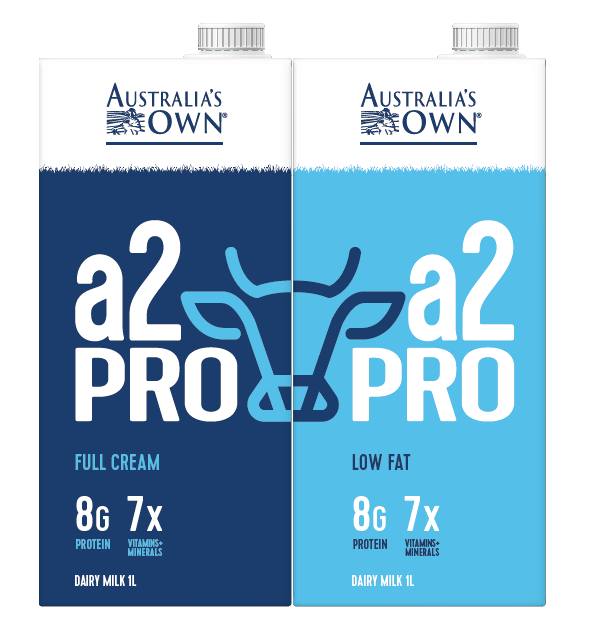 AUSTRALIA'S
OWN®
a2
PRO
FULL CREAM
8G 7x
PROTEIN VITAMINS+
MINERALS
DAIRY MILK 1L
AUSTRALIA'S
OWN®
a2
PRO
LOW FAT
8G 7x
PROTEIN VITAMINS+
MINERALS
DAIRY MILK 1L